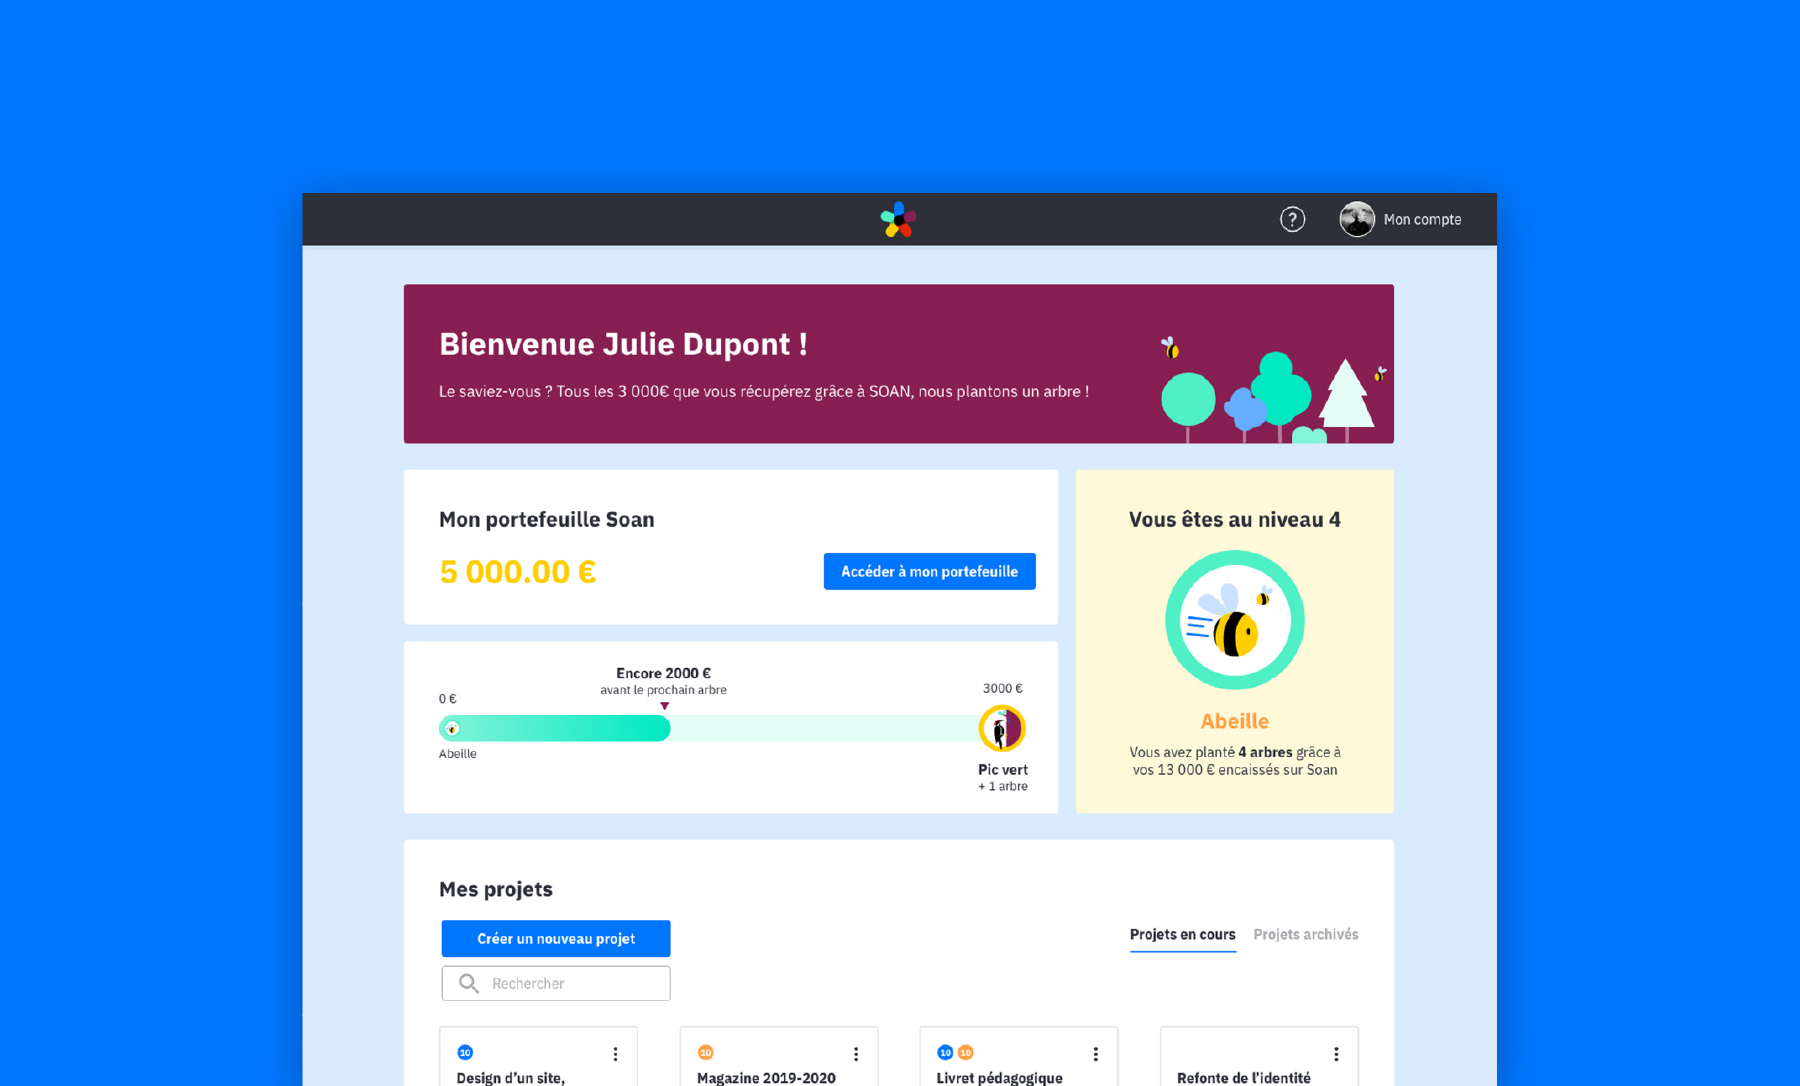 ?
Mon compte
Bienvenue Julie Dupont !
Le saviez-vous ? Tous les 3 000€ que vous récupérez grâce à SOAN, nous plantons un arbre !
Mon portefeuille Soan
5 000.00 €
Accéder à mon portefeuille
Vous êtes au niveau 4
Abeille
Vous avez planté 4 arbres grâce à
vos 13 000 € encaissés sur Soan
Encore 2000 €
avant le prochain arbre
0 €
3000 €
Abeille
Pic vert
+ 1 arbre
Mes projets
Créer un nouveau projet
Projets en cours
Projets archivés
Rechercher
10
Design d’un site,
10
Magazine 2019-2020
10 10
Livret pédagogique
Refonte de l’identité